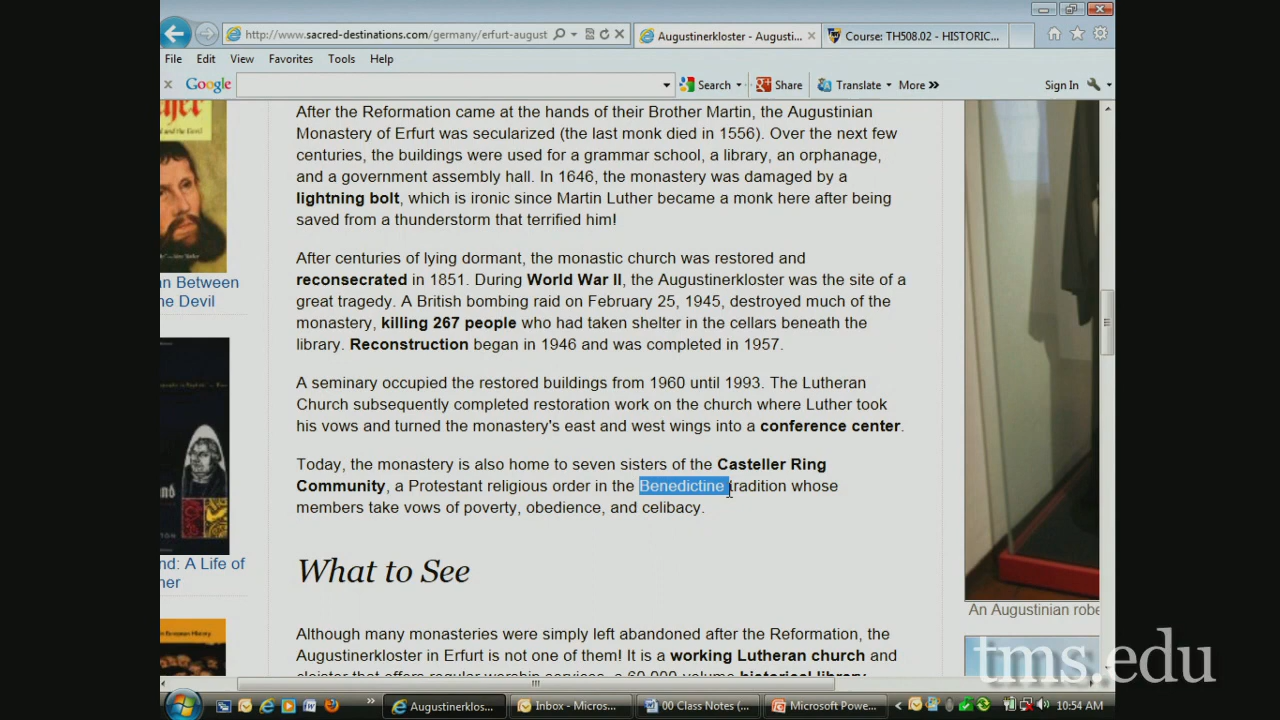 http://www.sacred-destinations.com/germany/erfurt-august
Augustinerkloster - Augusti...
Course: TH508.02 - HISTORIC...
File Edit View Favorites Tools Help
Google Search Share Translate More » Sign In
After the Reformation came at the hands of their Brother Martin, the Augustinian
Monastery of Erfurt was secularized (the last monk died in 1556). Over the next few
centuries, the buildings were used for a grammar school, a library, an orphanage,
and a government assembly hall. In 1646, the monastery was damaged by a
lightning bolt, which is ironic since Martin Luther became a monk here after being
saved from a thunderstorm that terrified him!
After centuries of lying dormant, the monastic church was restored and
reconsecrated in 1851. During World War II, the Augustinerkloster was the site of a
great tragedy. A British bombing raid on February 25, 1945, destroyed much of the
monastery, killing 267 people who had taken shelter in the cellars beneath the
library. Reconstruction began in 1946 and was completed in 1957.
A seminary occupied the restored buildings from 1960 until 1993. The Lutheran
Church subsequently completed restoration work on the church where Luther took
his vows and turned the monastery's east and west wings into a conference center.
Today, the monastery is also home to seven sisters of the Casteller Ring
Community, a Protestant religious order in the Benedictine tradition whose
members take vows of poverty, obedience, and celibacy.
What to See
Although many monasteries were simply left abandoned after the Reformation, the
Augustinerkloster in Erfurt is not one of them! It is a working Lutheran church and
n Between
the Devil
nd: A Life of
her
An Augustinian robe
tms.edu
Augustinerklos...
Inbox - Micros...
00 Class Notes (...
Microsoft Powe...
10:54 AM